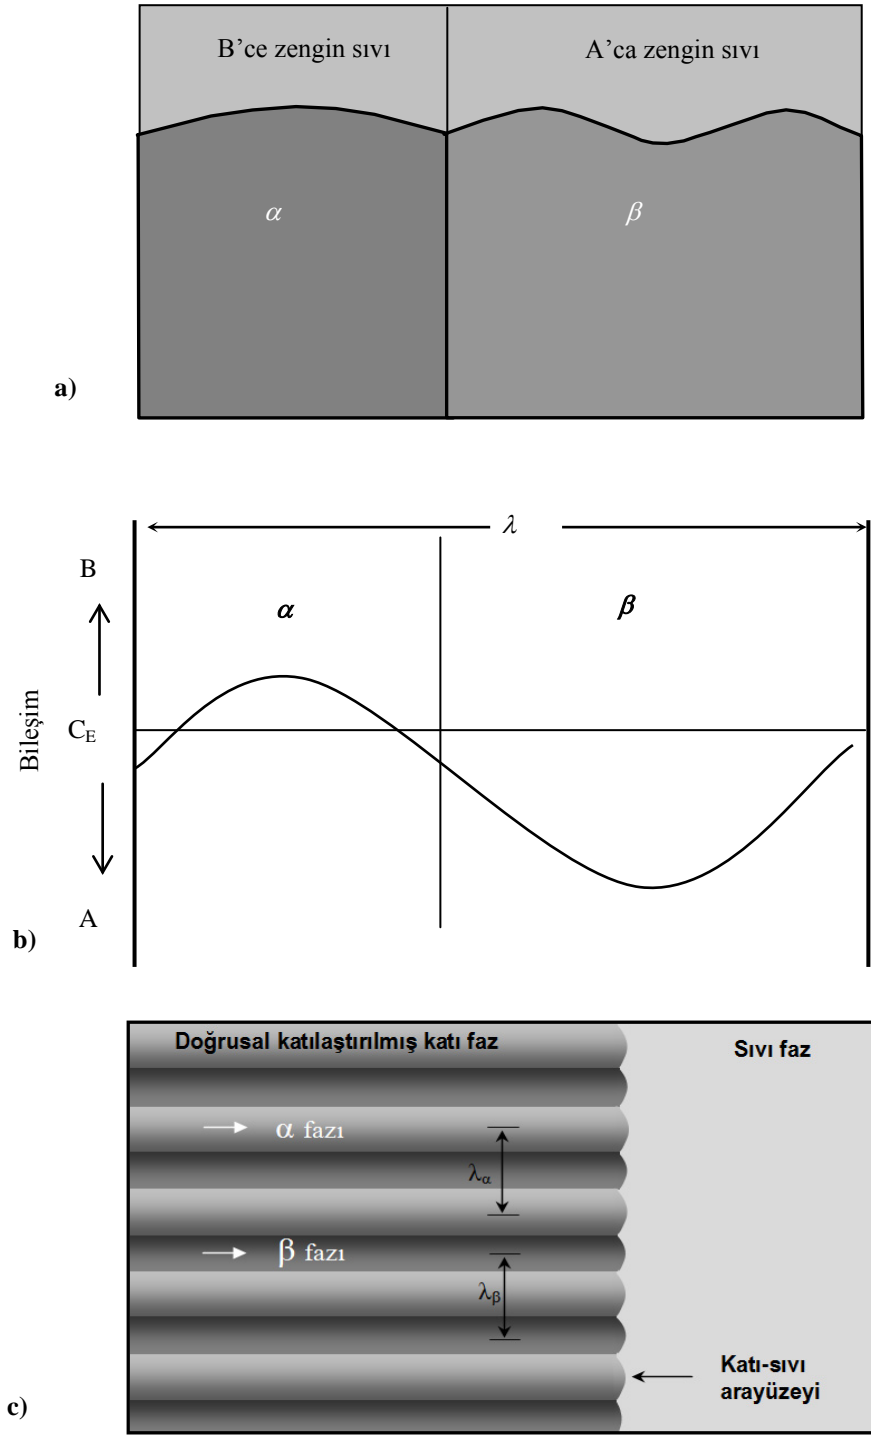 B’ce zengin sıvı
A’ca zengin sıvı
α
β
a)
λ
B
α
β
Bileşim
C_E
A
b)
Doğrusal katılaştırılmış katı faz
Sıvı faz
α fazı
λα
β fazı
λβ
Katı-sıvı
arayüzeyi
c)